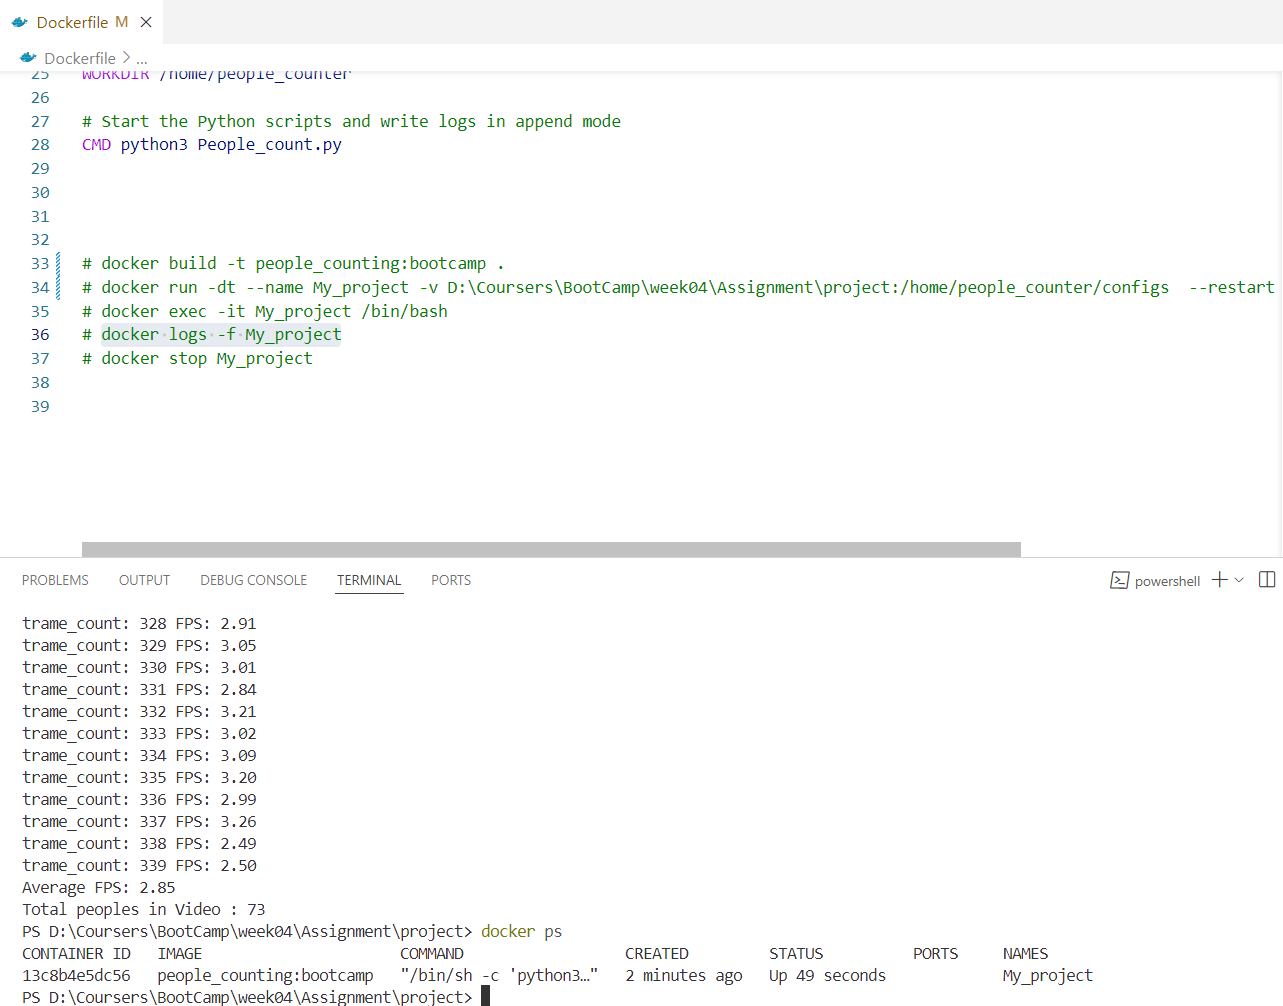 Dockerfile M
Dockerfile > ...
25 WORKDIR /home/people_counter
26
27 # Start the Python scripts and write logs in append mode
28 CMD python3 People_count.py
29
30
31
32
33 # docker build -t people_counting:bootcamp .
34 # docker run -dt --name My_project -v D:\Coursers\BootCamp\week04\Assignment\project:/home/people_counter/configs  --restart
35 # docker exec -it My_project /bin/bash
36 # docker logs -f My_project
37 # docker stop My_project
38
39
PROBLEMS OUTPUT DEBUG CONSOLE TERMINAL PORTS powershell
trame_count: 328 FPS: 2.91
trame_count: 329 FPS: 3.05
trame_count: 330 FPS: 3.01
trame_count: 331 FPS: 2.84
trame_count: 332 FPS: 3.21
trame_count: 333 FPS: 3.02
trame_count: 334 FPS: 3.09
trame_count: 335 FPS: 3.20
trame_count: 336 FPS: 2.99
trame_count: 337 FPS: 3.26
trame_count: 338 FPS: 2.49
trame_count: 339 FPS: 2.50
Average FPS: 2.85
Total peoples in Video : 73
PS D:\Coursers\BootCamp\week04\Assignment\project> docker ps
CONTAINER ID IMAGE COMMAND CREATED STATUS PORTS NAMES
13c8b4e5dc56 people_counting:bootcamp "/bin/sh -c 'python3…" 2 minutes ago Up 49 seconds My_project
PS D:\Coursers\BootCamp\week04\Assignment\project>